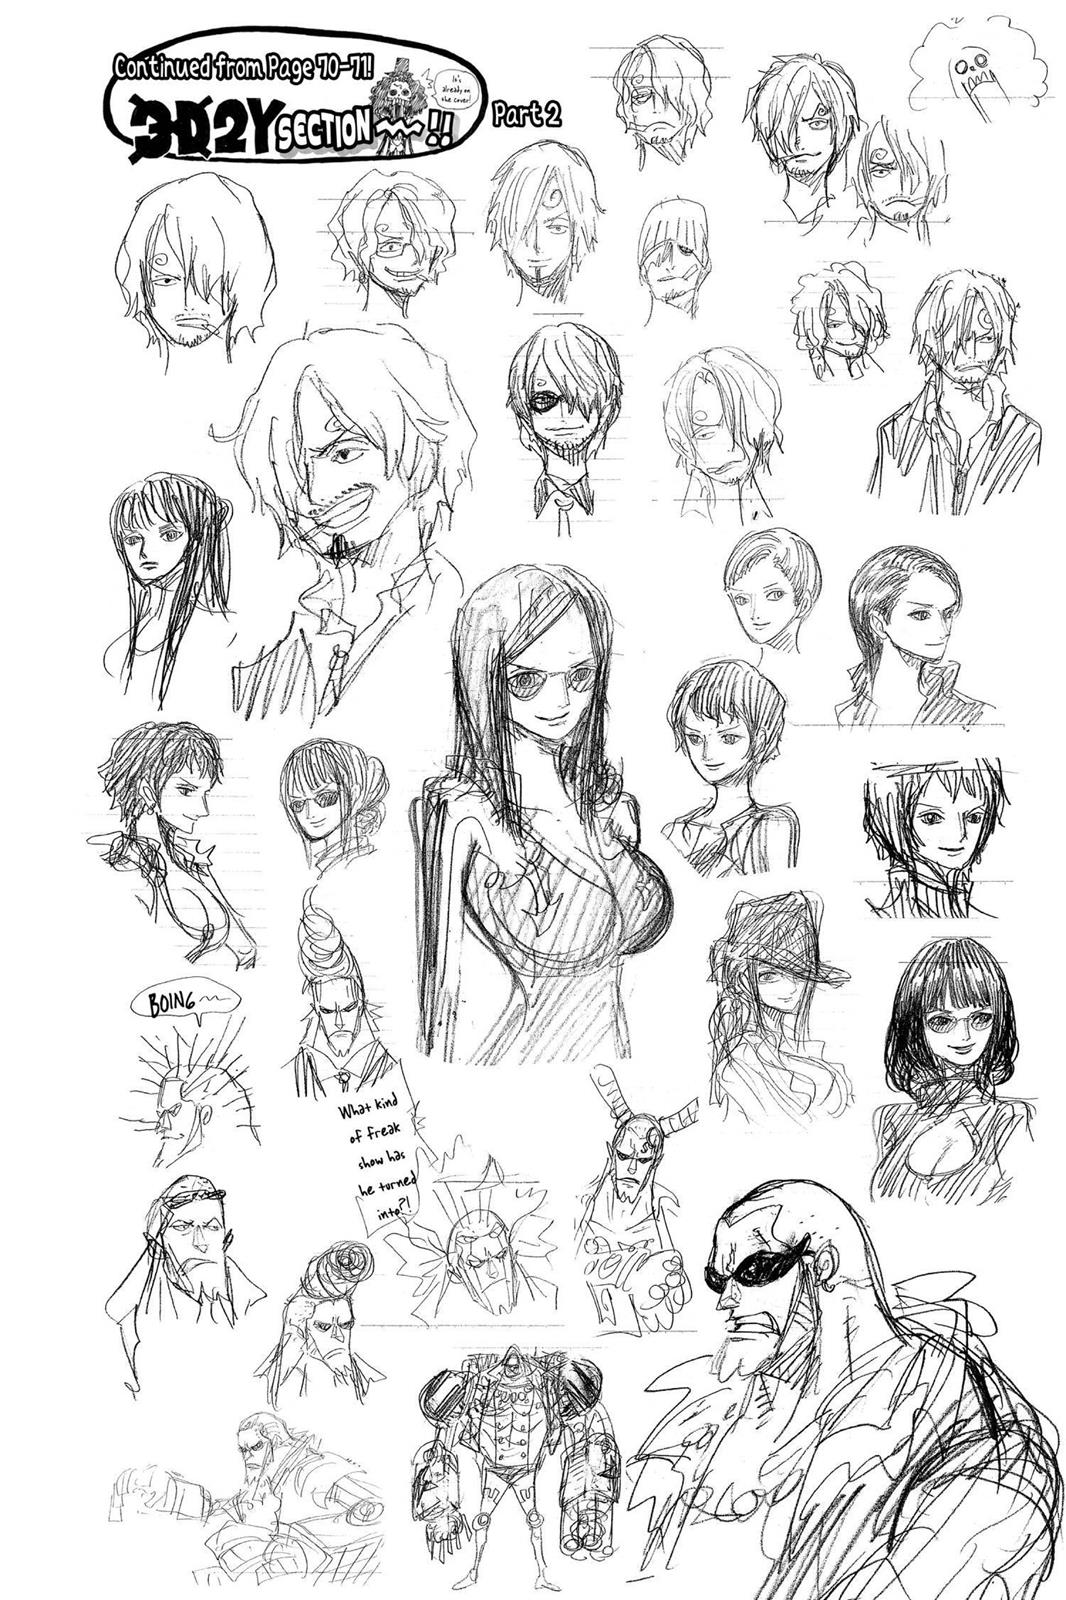 Continued from Page 70-71!
3D2Y SECTION~~!!
It's
already on
the cover!
Part 2
BOING~
What kind
of freak
show has
he turned
into?!